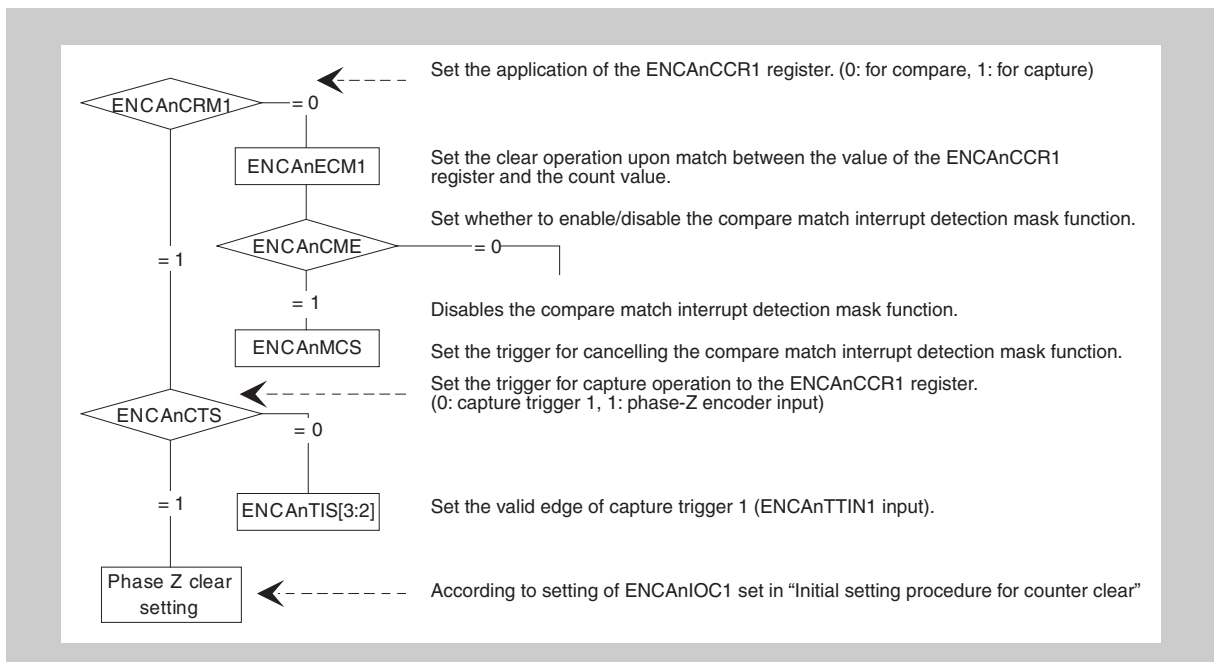 Set the application of the ENCAnCCR1 register. (0: for compare, 1: for capture)
ENCAnCRM1
= 0
ENCAnECM1
Set the clear operation upon match between the value of the ENCAnCCR1
register and the count value.
Set whether to enable/disable the compare match interrupt detection mask function.
ENCAnCME
= 0
= 1
= 1
Disables the compare match interrupt detection mask function.
ENCAnMCS
Set the trigger for cancelling the compare match interrupt detection mask function.
Set the trigger for capture operation to the ENCAnCCR1 register.
(0: capture trigger 1, 1: phase-Z encoder input)
ENCAnCTS
= 0
= 1
ENCAnTIS[3:2]
Set the valid edge of capture trigger 1 (ENCAnTTIN1 input).
Phase Z clear
setting
According to setting of ENCAnIOC1 set in “Initial setting procedure for counter clear”